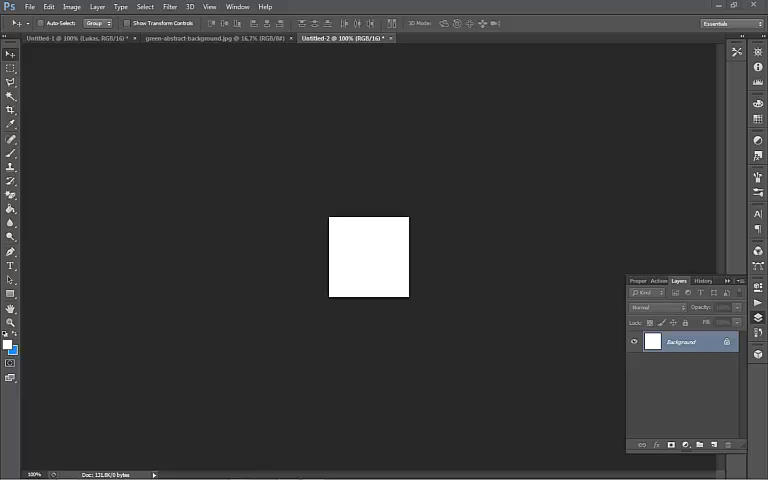 Ps File Edit Image Layer Type Select Filter 3D View Window Help
Auto-Select: Group Show Transform Controls 3D Mode: Essentials
Untitled-1 @ 100% (Lukas, RGB/16) * × green-abstract-background.jpg @ 16,7% (RGB/8#) × Untitled-2 @ 100% (RGB/16) * ×
Proper Action Layers History
Kind
Normal Opacity:
Lock: Fill:
Background
100% Doc: 131,6K/0 bytes